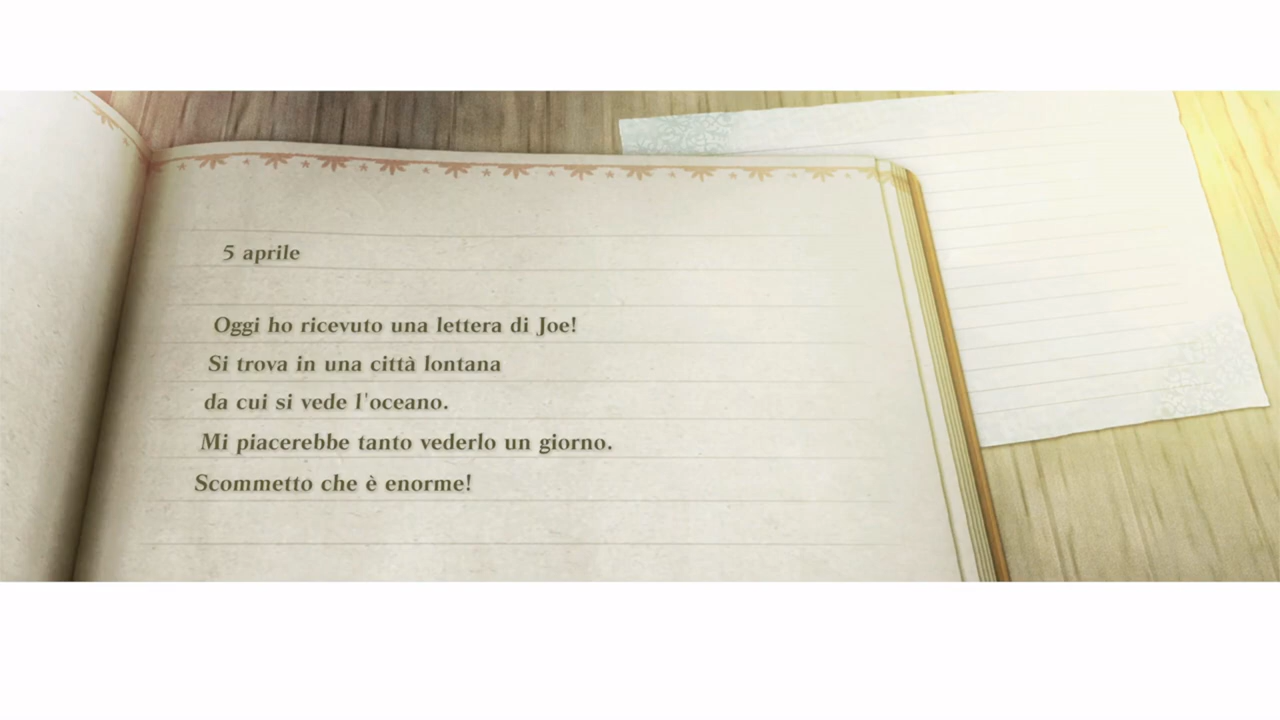 5 aprile
Oggi ho ricevuto una lettera di Joe!
Si trova in una città lontana
da cui si vede l'oceano.
Mi piacerebbe tanto vederlo un giorno.
Scommetto che è enorme!